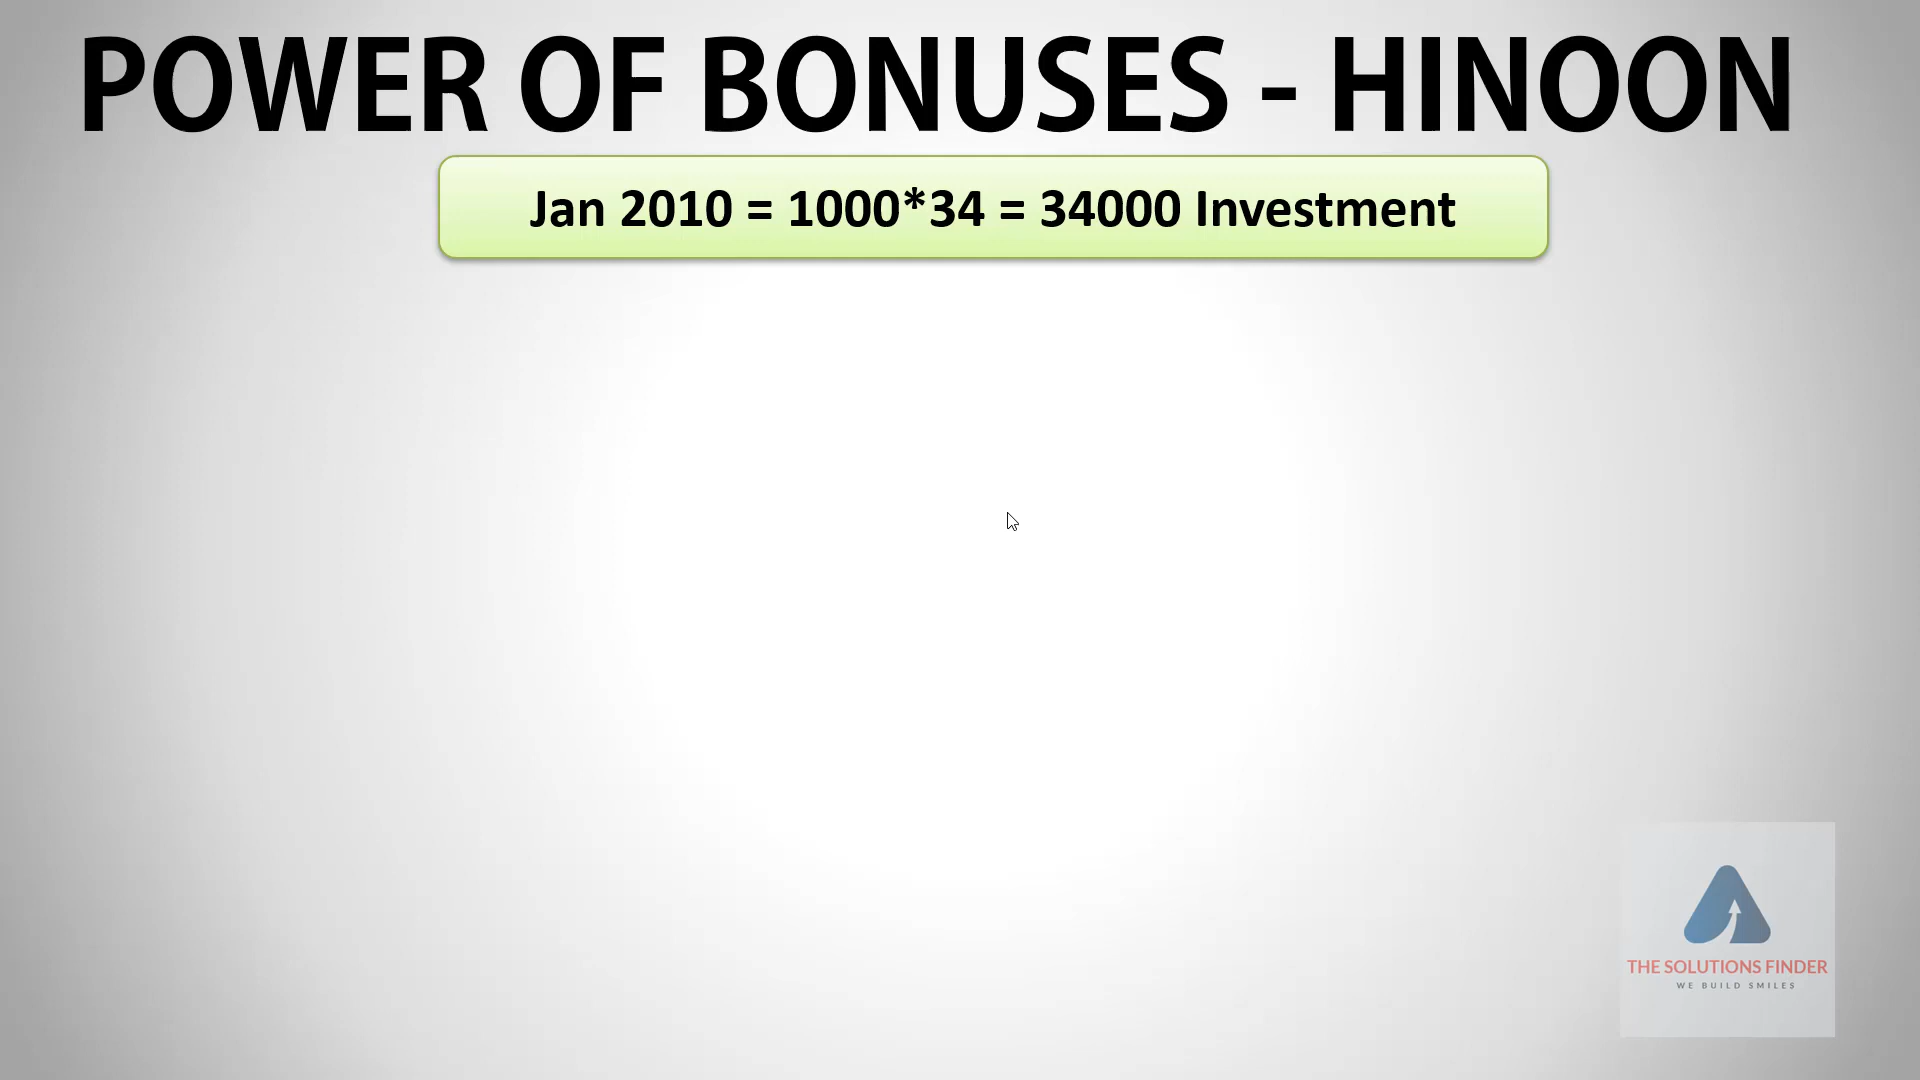 POWER OF BONUSES - HINOON
Jan 2010 = 1000*34 = 34000 Investment
THE SOLUTIONS FINDER
WE BUILD SMILES